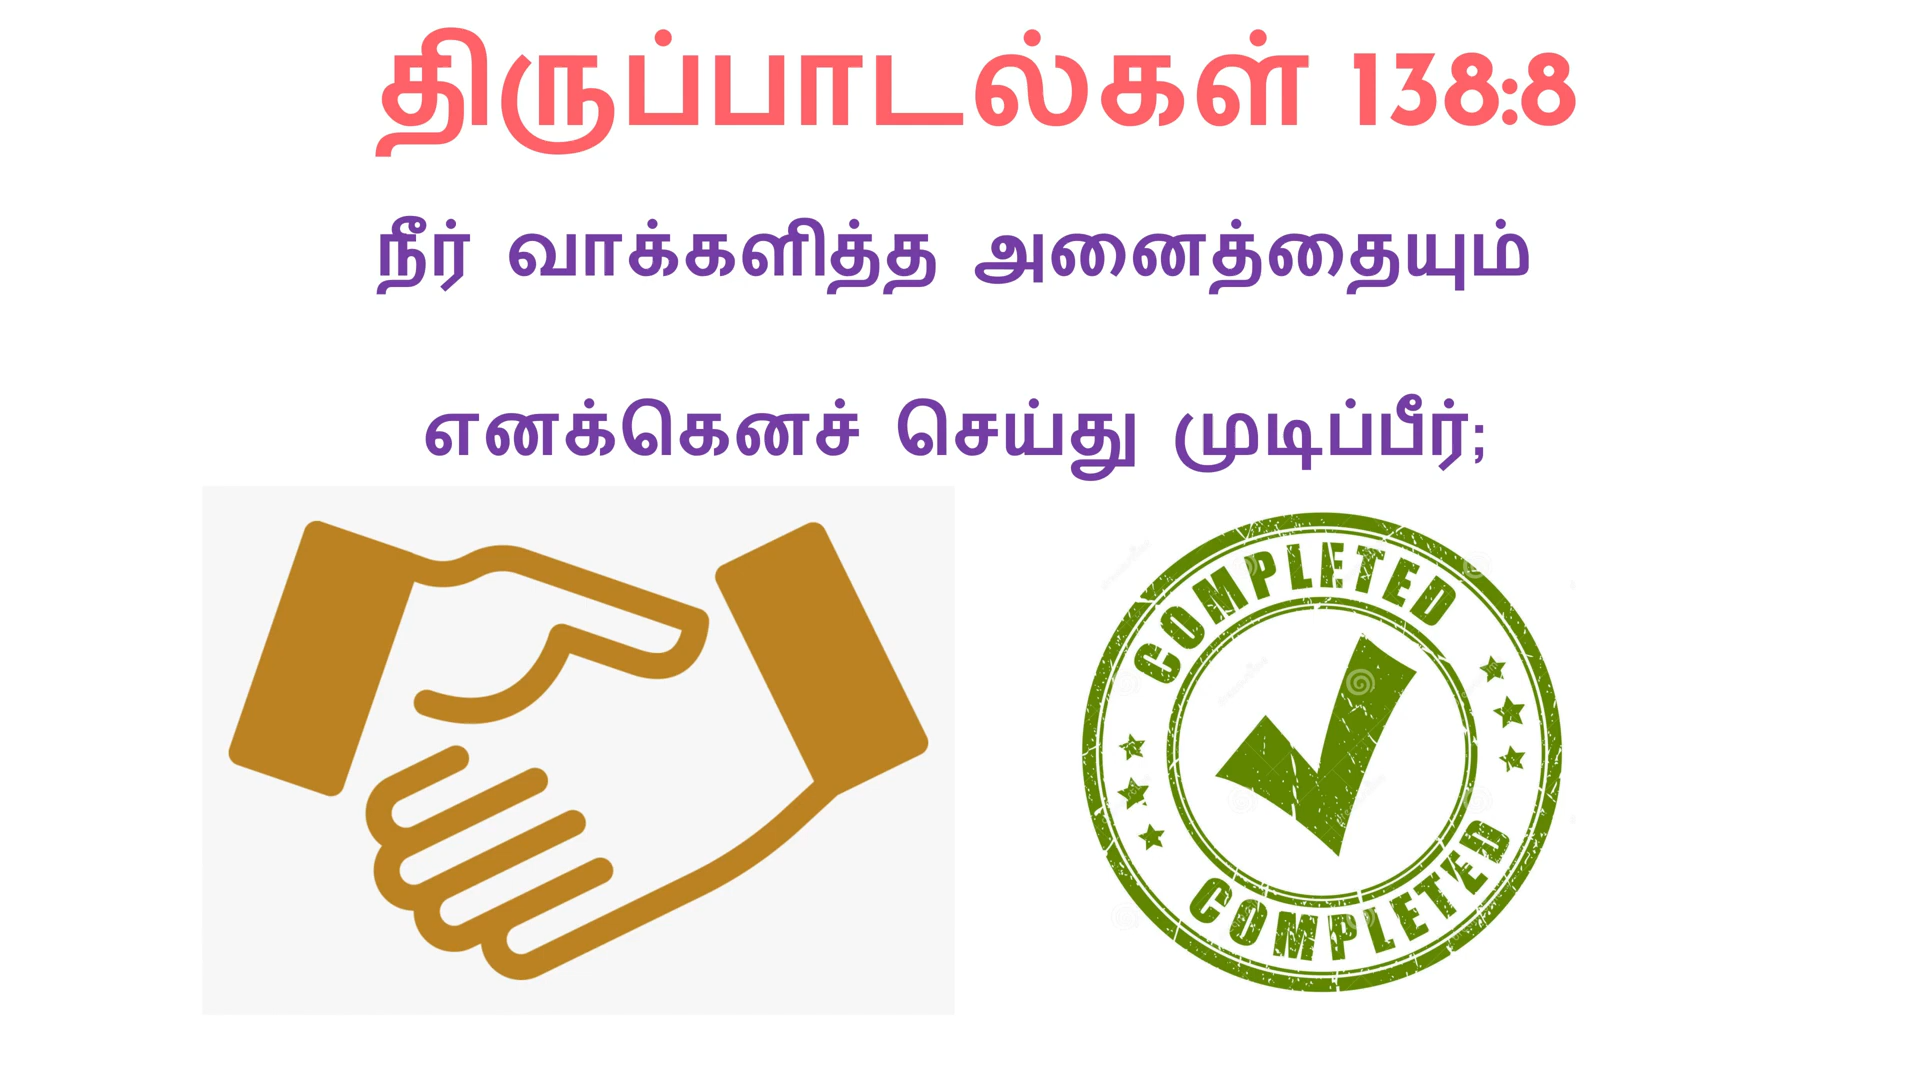 திருப்பாடல்கள் 138:8
நீர் வாக்களித்த அனைத்தையும்
எனக்கெனச் செய்து முடிப்பீர்;
COMPLETED
COMPLETED